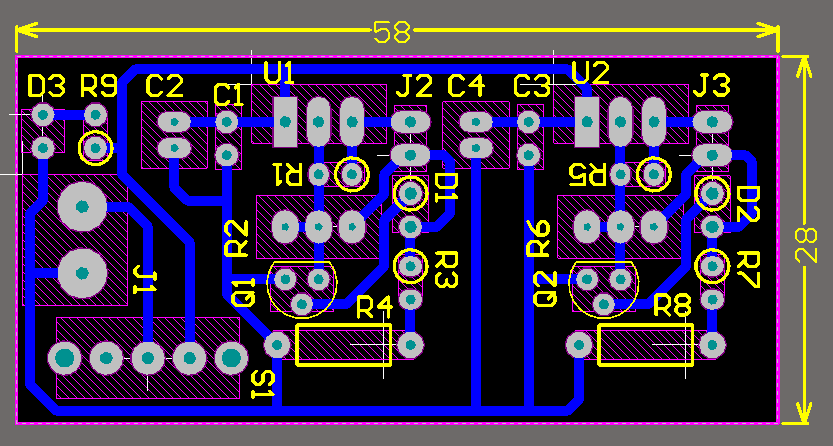 58
D3 R9 C2 C1 U1 J2 C4 C3 U2 J3
R1 D1 R5 D2
R2 R6
J1 Q1 R3 Q2 R7
R4 R8
S1
28